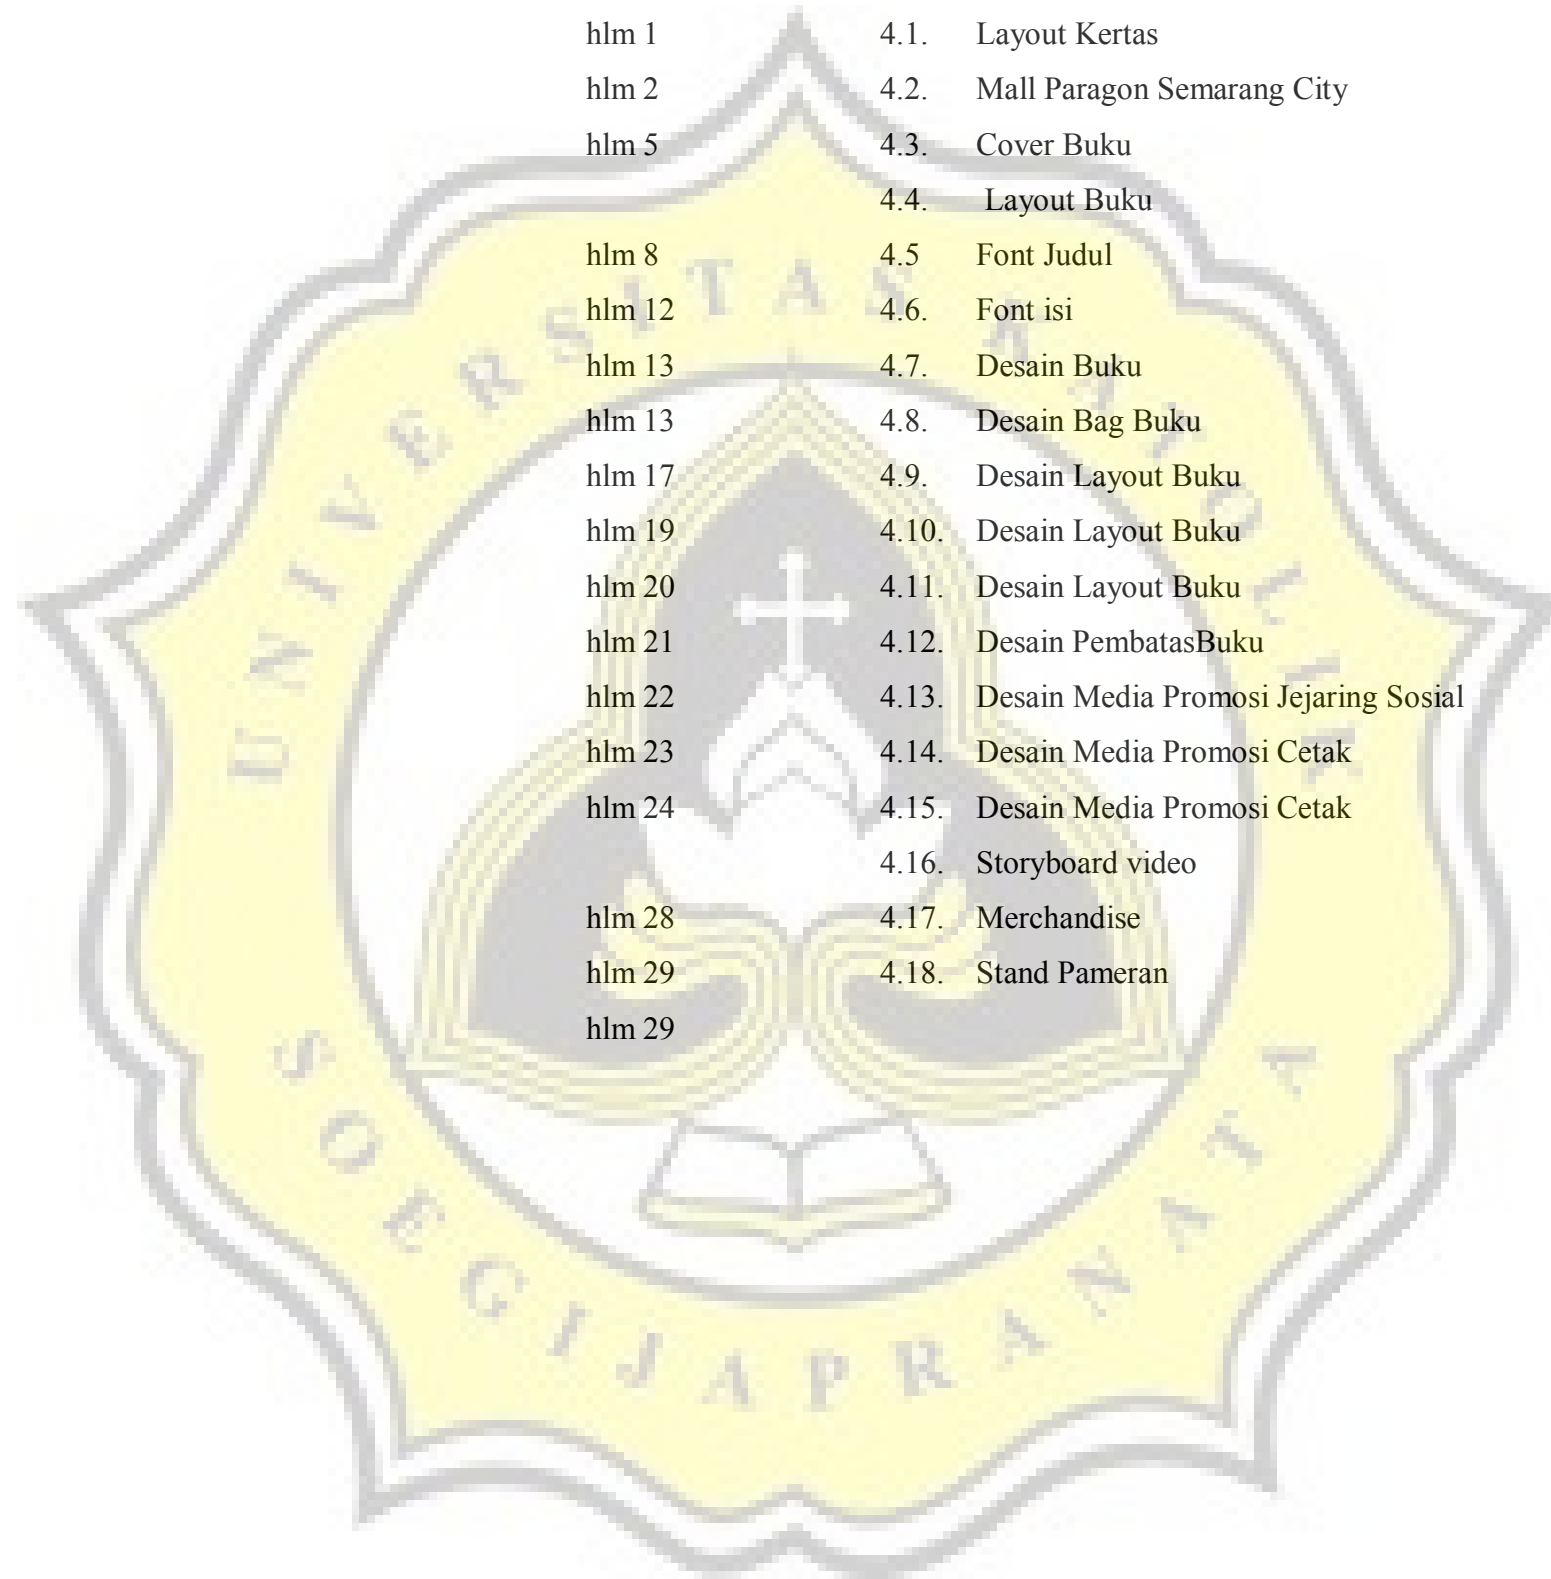 hlm 1 4.1. Layout Kertas
hlm 2 4.2. Mall Paragon Semarang City
hlm 5 4.3. Cover Buku
4.4. Layout Buku
hlm 8 4.5 Font Judul
hlm 12 4.6. Font isi
hlm 13 4.7. Desain Buku
hlm 13 4.8. Desain Bag Buku
hlm 17 4.9. Desain Layout Buku
hlm 19 4.10. Desain Layout Buku
hlm 20 4.11. Desain Layout Buku
hlm 21 4.12. Desain PembatasBuku
hlm 22 4.13. Desain Media Promosi Jejaring Sosial
hlm 23 4.14. Desain Media Promosi Cetak
hlm 24 4.15. Desain Media Promosi Cetak
4.16. Storyboard video
hlm 28 4.17. Merchandise
hlm 29 4.18. Stand Pameran
hlm 29
UNIVERSITAS KATOLIK
SOEGIJAPRANATA